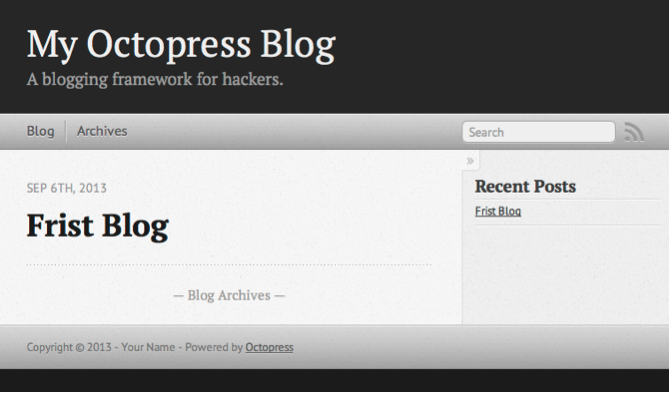 My Octopress Blog
A blogging framework for hackers.
Blog Archives Search
»
SEP 6TH, 2013
Frist Blog
— Blog Archives —
Recent Posts
Frist Blog
Copyright © 2013 - Your Name - Powered by Octopress